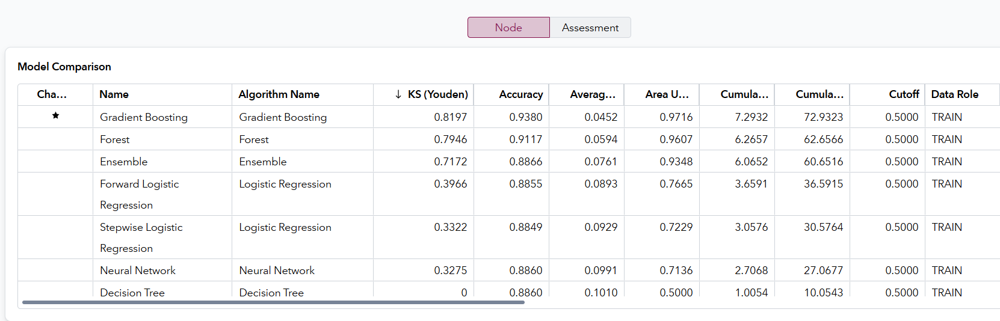 Node Assessment
Model Comparison
Cha... Name Algorithm Name ↓ KS (Youden) Accuracy Averag... Area U... Cumula... Cumula... Cutoff Data Role
★ Gradient Boosting Gradient Boosting 0.8197 0.9380 0.0452 0.9716 7.2932 72.9323 0.5000 TRAIN
Forest Forest 0.7946 0.9117 0.0594 0.9607 6.2657 62.6566 0.5000 TRAIN
Ensemble Ensemble 0.7172 0.8866 0.0761 0.9348 6.0652 60.6516 0.5000 TRAIN
Forward Logistic Logistic Regression 0.3966 0.8855 0.0893 0.7665 3.6591 36.5915 0.5000 TRAIN
Regression
Stepwise Logistic Logistic Regression 0.3322 0.8849 0.0929 0.7229 3.0576 30.5764 0.5000 TRAIN
Regression
Neural Network Neural Network 0.3275 0.8860 0.0991 0.7136 2.7068 27.0677 0.5000 TRAIN
Decision Tree Decision Tree 0 0.8860 0.1010 0.5000 1.0054 10.0543 0.5000 TRAIN